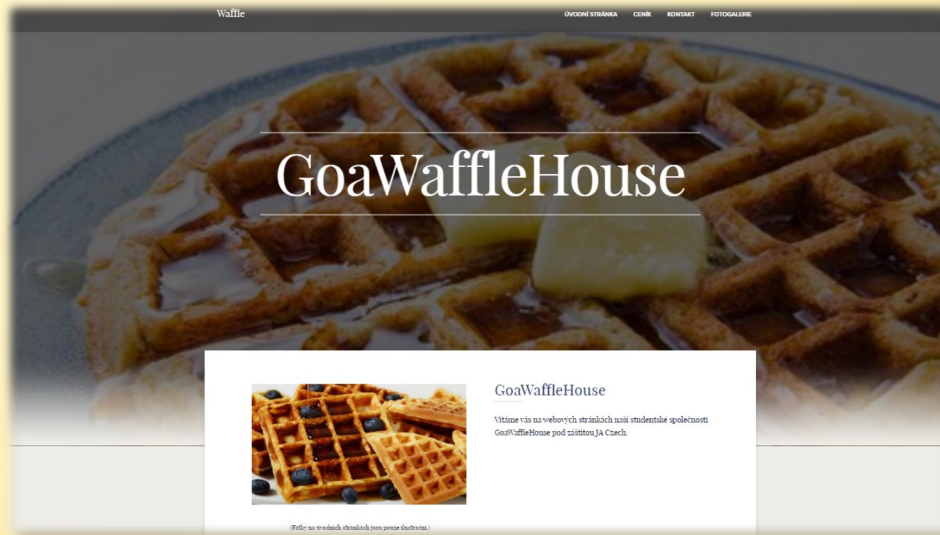 Waffle
ÚVODNÍ STRÁNKA CENÍK KONTAKT FOTOGALERIE
GoaWaffleHouse
GoaWaffleHouse
Vítáme vás na webových stránkách naší studentské společnosti
GoaWaffleHouse pod záštitou JA Czech.
(Fotky na úvodních stránkách jsou pouze ilustrační.)